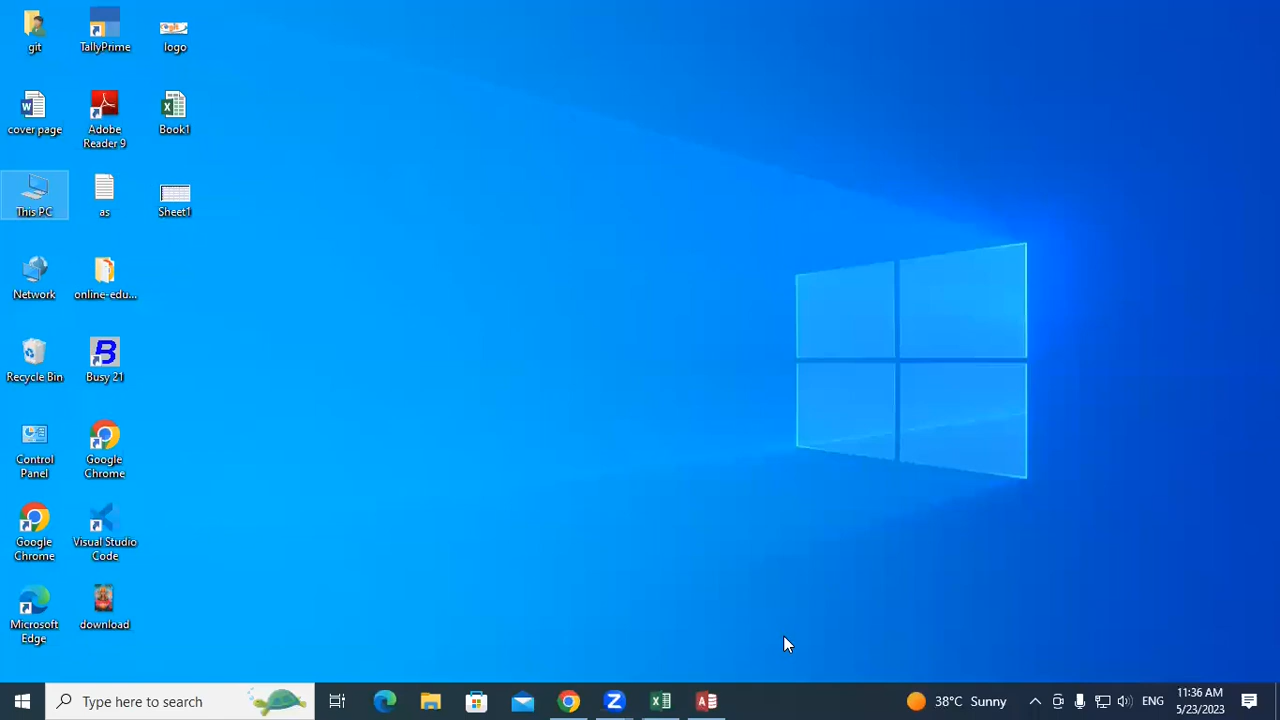 git
TallyPrime
logo
cover page
Adobe
Reader 9
Book1
This PC
as
Sheet1
Network
online-edu...
Recycle Bin
Busy 21
Control
Panel
Google
Chrome
Google
Chrome
Visual Studio
Code
Microsoft
Edge
download
Type here to search
38°C Sunny
ENG
11:36 AM
5/23/2023